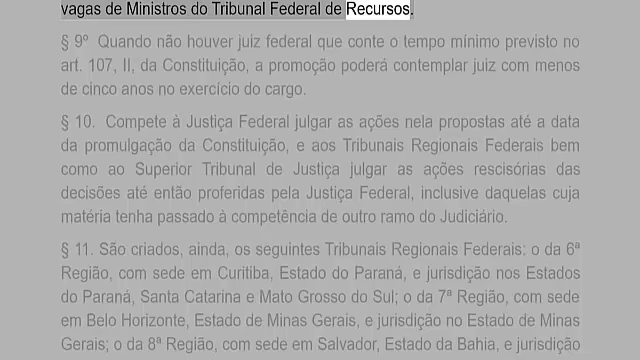 vagas de Ministros do Tribunal Federal de Recursos.
§ 9º Quando não houver juiz federal que conte o tempo mínimo previsto no
art. 107, II, da Constituição, a promoção poderá contemplar juiz com menos
de cinco anos no exercício do cargo.
§ 10. Compete à Justiça Federal julgar as ações nela propostas até a data
da promulgação da Constituição, e aos Tribunais Regionais Federais bem
como ao Superior Tribunal de Justiça julgar as ações rescisórias das
decisões até então proferidas pela Justiça Federal, inclusive daquelas cuja
matéria tenha passado à competência de outro ramo do Judiciário.
§ 11. São criados, ainda, os seguintes Tribunais Regionais Federais: o da 6ª
Região, com sede em Curitiba, Estado do Paraná, e jurisdição nos Estados
do Paraná, Santa Catarina e Mato Grosso do Sul; o da 7ª Região, com sede
em Belo Horizonte, Estado de Minas Gerais, e jurisdição no Estado de Minas
Gerais; o da 8ª Região, com sede em Salvador, Estado da Bahia, e jurisdição